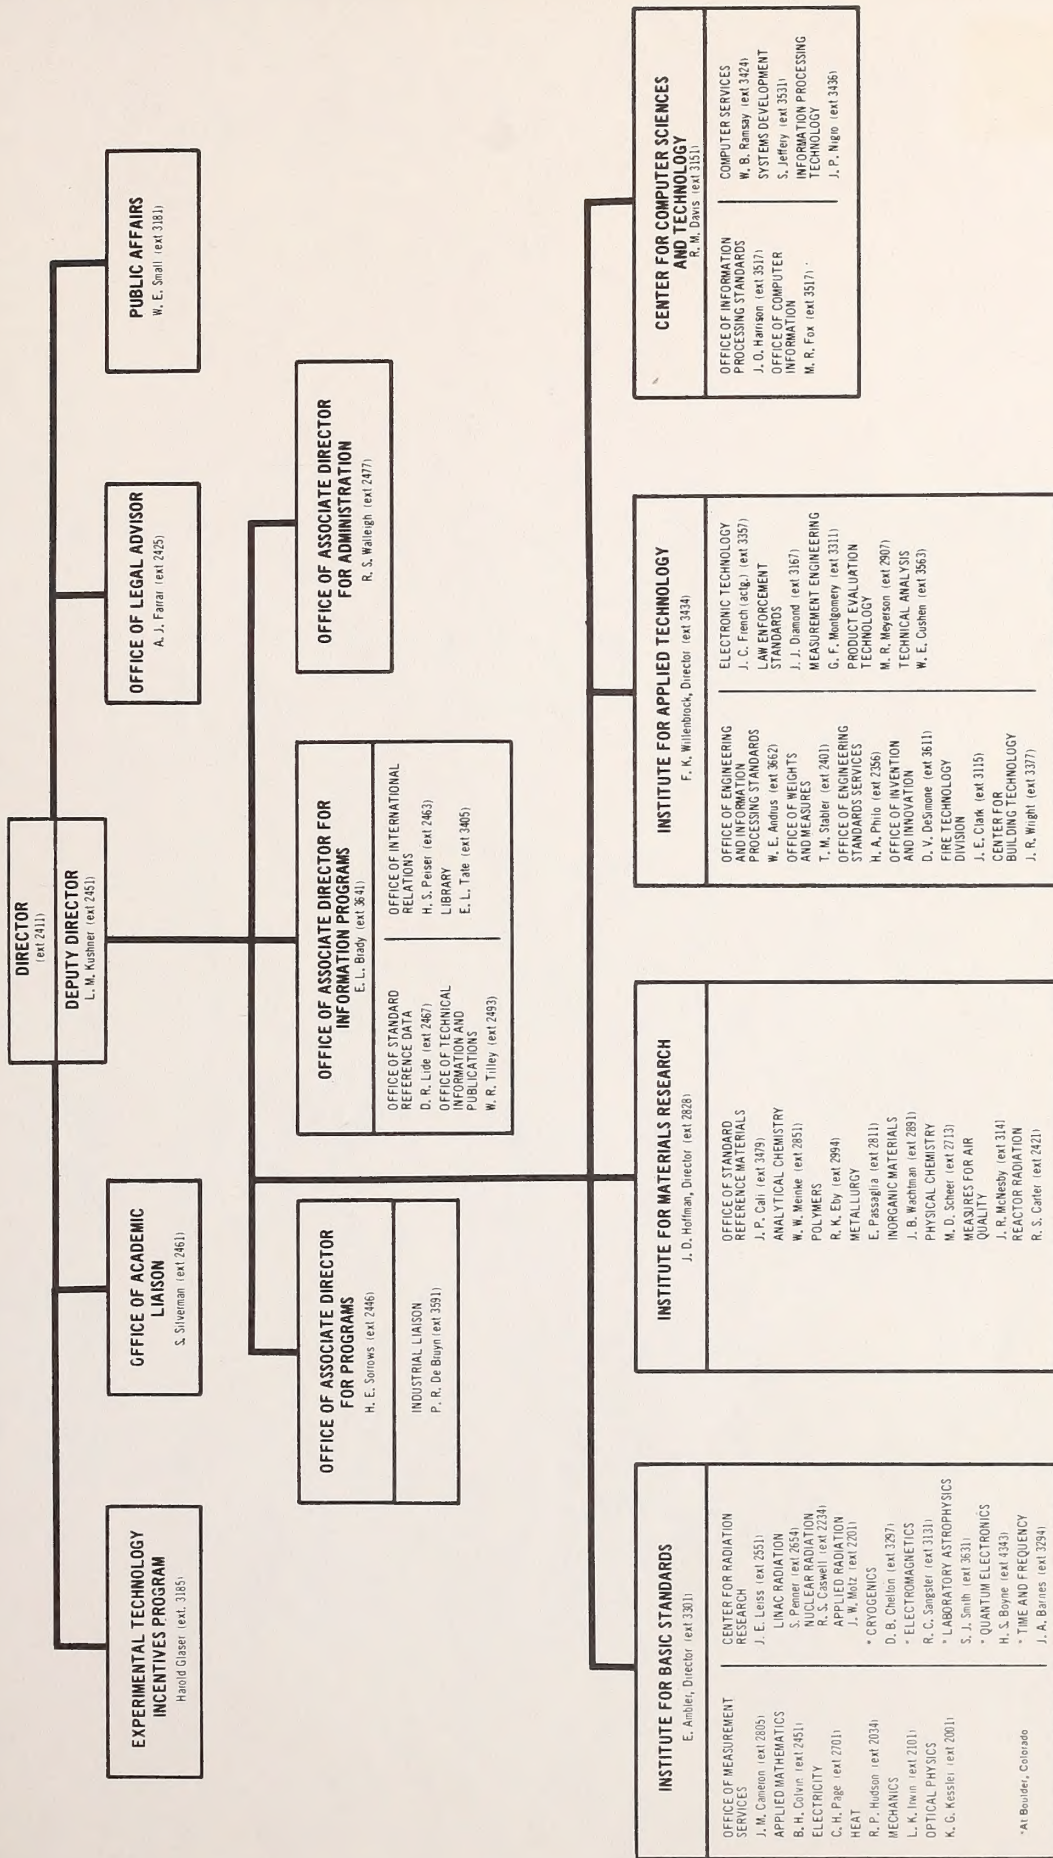 DIRECTOR
(ext 2411)
DEPUTY DIRECTOR
L. M. Kushner (ext 2451)
EXPERIMENTAL TECHNOLOGY
INCENTIVES PROGRAM
Harold Glaser (ext. 3185)
OFFICE OF ACADEMIC
LIAISON
S. Silverman (ext 2461)
OFFICE OF LEGAL ADVISOR
A. J. Farrar (ext 2425)
PUBLIC AFFAIRS
W. E. Small (ext 3181)
OFFICE OF ASSOCIATE DIRECTOR
FOR PROGRAMS
H. E. Sorrows (ext 2446)
INDUSTRIAL LIAISON
P. R. De Bruyn (ext 3591)
OFFICE OF ASSOCIATE DIRECTOR FOR
INFORMATION PROGRAMS
E. L. Brady (ext 3641)
OFFICE OF STANDARD
REFERENCE DATA
D. R. Lide (ext 2467)
OFFICE OF TECHNICAL
INFORMATION AND
PUBLICATIONS
W. R. Tilley (ext 2493)
OFFICE OF INTERNATIONAL
RELATIONS
H. S. Peiser (ext 2463)
LIBRARY
E. L. Tate (ext 3405)
OFFICE OF ASSOCIATE DIRECTOR
FOR ADMINISTRATION
R. S. Walleigh (ext 2477)
INSTITUTE FOR BASIC STANDARDS
E. Ambler, Director (ext 3301)
OFFICE OF MEASUREMENT
SERVICES
J. M. Cameron (ext 2805)
APPLIED MATHEMATICS
B. H. Colvin (ext 2451)
ELECTRICITY
C. H. Page (ext 2701)
HEAT
R. P. Hudson (ext 2034)
MECHANICS
L. K. Irwin (ext 2101)
OPTICAL PHYSICS
K. G. Kessler (ext 2001)
*At Boulder, Colorado
CENTER FOR RADIATION
RESEARCH
J. E. Leiss (ext 2551)
LINAC RADIATION
S. Penner (ext 2654)
NUCLEAR RADIATION
R. S. Caswell (ext 2234)
APPLIED RADIATION
J. W. Motz (ext 2201)
* CRYOGENICS
D. B. Chelton (ext 3297)
* ELECTROMAGNETICS
R. C. Sangster (ext 3131)
* LABORATORY ASTROPHYSICS
S. J. Smith (ext 3631)
* QUANTUM ELECTRONICS
H. S. Boyne (ext 4343)
* TIME AND FREQUENCY
J. A. Barnes (ext 3294)
INSTITUTE FOR MATERIALS RESEARCH
J. D. Hoffman, Director (ext 2828)
OFFICE OF STANDARD
REFERENCE MATERIALS
J. P. Cali (ext 3479)
ANALYTICAL CHEMISTRY
W. W. Meinke (ext 2851)
POLYMERS
R. K. Eby (ext 2994)
METALLURGY
E. Passaglia (ext 2811)
INORGANIC MATERIALS
J. B. Wachtman (ext 2891)
PHYSICAL CHEMISTRY
M. D. Scheer (ext 2713)
MEASURES FOR AIR
QUALITY
J. R. McNesby (ext 3141
REACTOR RADIATION
R. S. Carter (ext 2421)
INSTITUTE FOR APPLIED TECHNOLOGY
F. K. Willenbrock, Director (ext 3434)
OFFICE OF ENGINEERING
AND INFORMATION
PROCESSING STANDARDS
W. E. Andrus (ext 3662)
OFFICE OF WEIGHTS
AND MEASURES
T. M. Stabler (ext 2401)
OFFICE OF ENGINEERING
STANDARDS SERVICES
H. A. Philo (ext 2356)
OFFICE OF INVENTION
AND INNOVATION
D. V. DeSimone (ext 3611)
FIRE TECHNOLOGY
DIVISION
J. E. Clark (ext 3115)
CENTER FOR
BUILDING TECHNOLOGY
J. R. Wright (ext 3377)
ELECTRONIC TECHNOLOGY
J. C. French (actg.) (ext 3357)
LAW ENFORCEMENT
STANDARDS
J. J. Diamond (ext 3167)
MEASUREMENT ENGINEERING
G. F. Montgomery (ext 3311)
PRODUCT EVALUATION
TECHNOLOGY
M. R. Meyerson (ext 2907)
TECHNICAL ANALYSIS
W. E. Cushen (ext 3563)
CENTER FOR COMPUTER SCIENCES
AND TECHNOLOGY
R. M. Davis (ext 3151)
OFFICE OF INFORMATION
PROCESSING STANDARDS
J. O. Harrison (ext 3517)
OFFICE OF COMPUTER
INFORMATION
M. R. Fox (ext 3517)
COMPUTER SERVICES
W. B. Ramsay (ext 3424)
SYSTEMS DEVELOPMENT
S. Jeffery (ext 3531)
INFORMATION PROCESSING
TECHNOLOGY
J. P. Nigro (ext 3436)